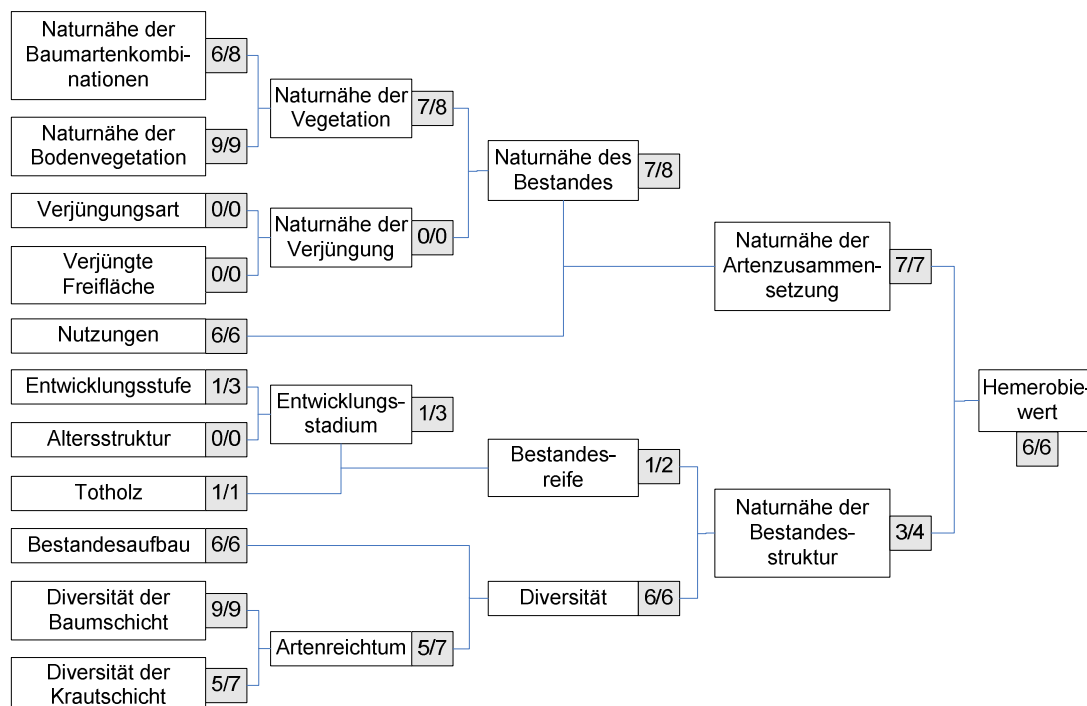 Naturnähe der
Baumartenkombi-
nationen
6/8
Naturnähe der
Bodenvegetation
9/9
Verjüngungsart
0/0
Verjüngte
Freifläche
0/0
Nutzungen
6/6
Entwicklungsstufe
1/3
Altersstruktur
0/0
Totholz
1/1
Bestandesaufbau
6/6
Diversität der
Baumschicht
9/9
Diversität der
Krautschicht
5/7
Naturnähe der
Vegetation
7/8
Naturnähe der
Verjüngung
0/0
Entwicklungs-
stadium
1/3
Artenreichtum
5/7
Naturnähe des
Bestandes
7/8
Bestandes-
reife
1/2
Diversität
6/6
Naturnähe der
Artenzusammen-
setzung
7/7
Naturnähe der
Bestandes-
struktur
3/4
Hemerobie-
wert
6/6